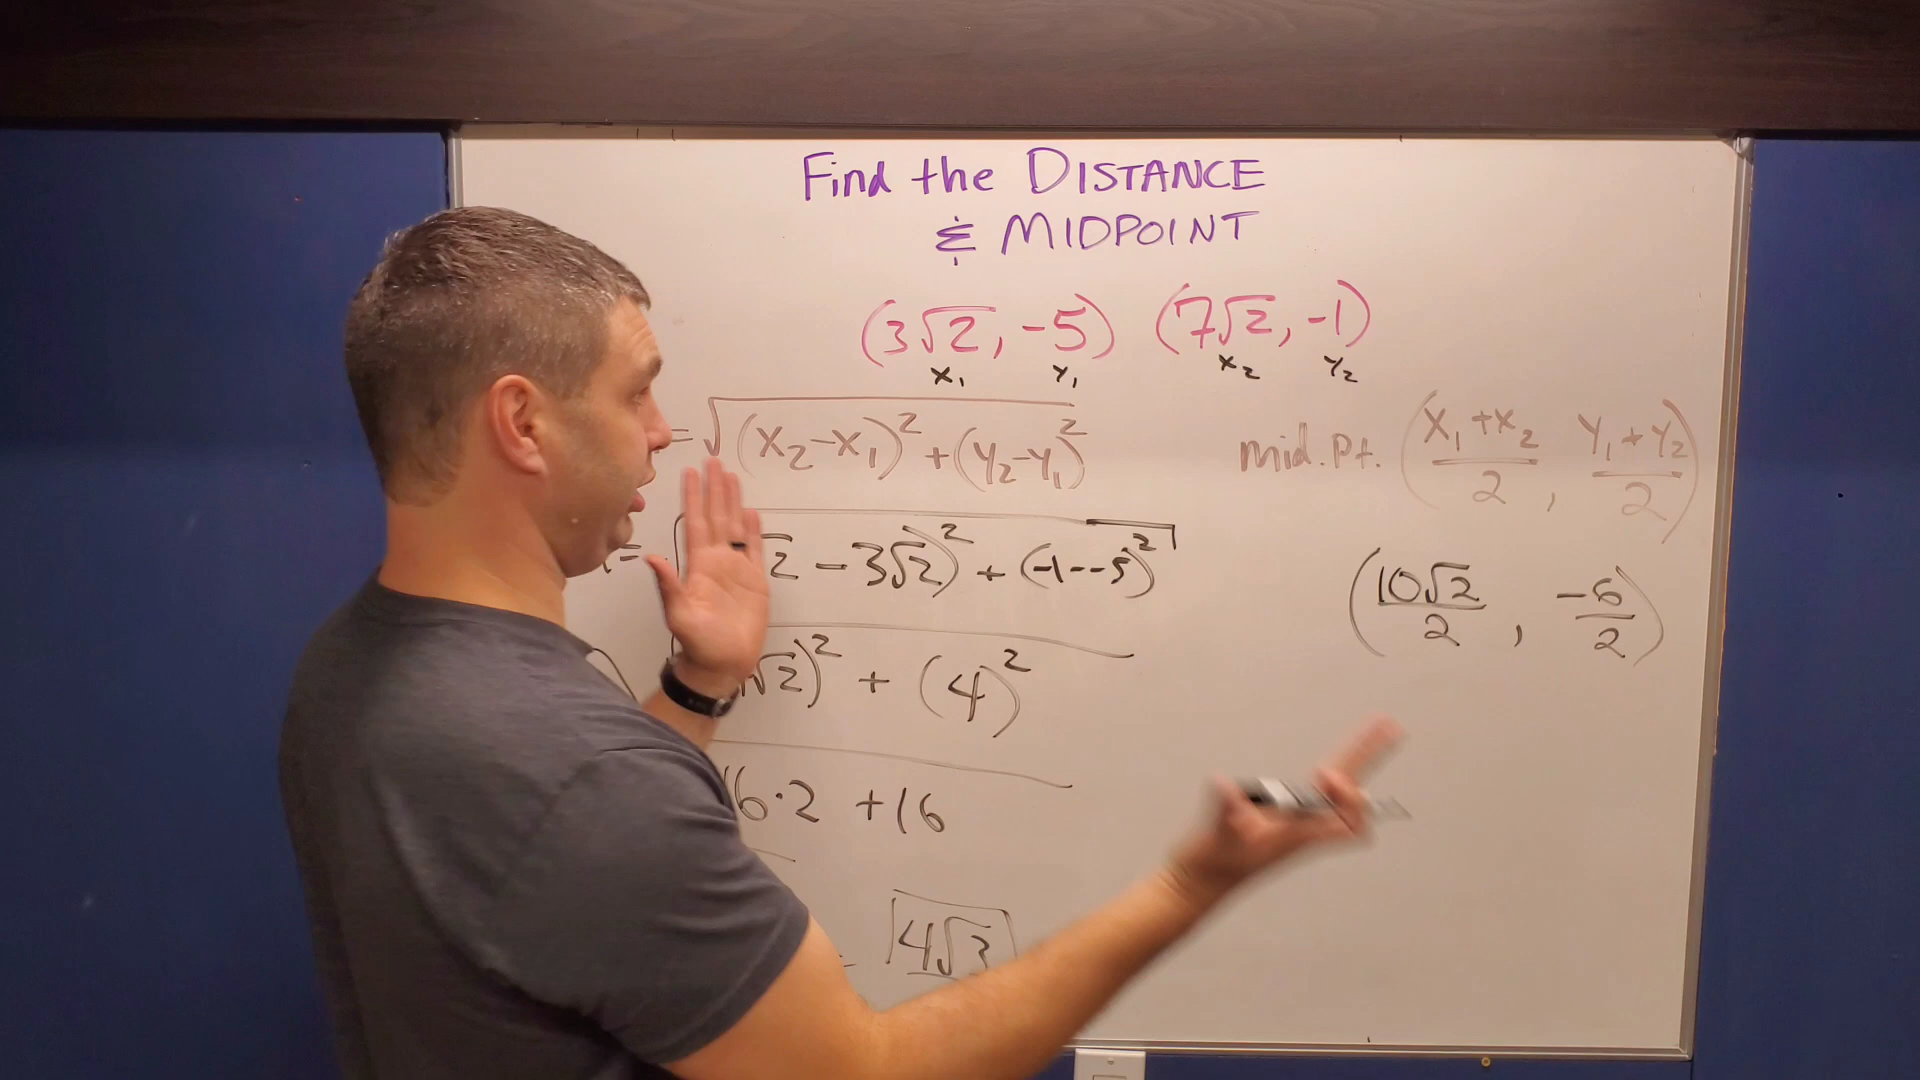 Find the DISTANCE
& MIDPOINT
(3√2, -5) (7√2, -1)
x₁ y₁ x₂ y₂
=√(x₂-x₁)²+(y₂-y₁)²
mid. Pt. (x₁+x₂/2, y₁+y₂/2)
= 2 - 3√2)² + (-1--5)²
(10√2/2, -6/2)
√2)² + (4)²
6·2 +16
4√3